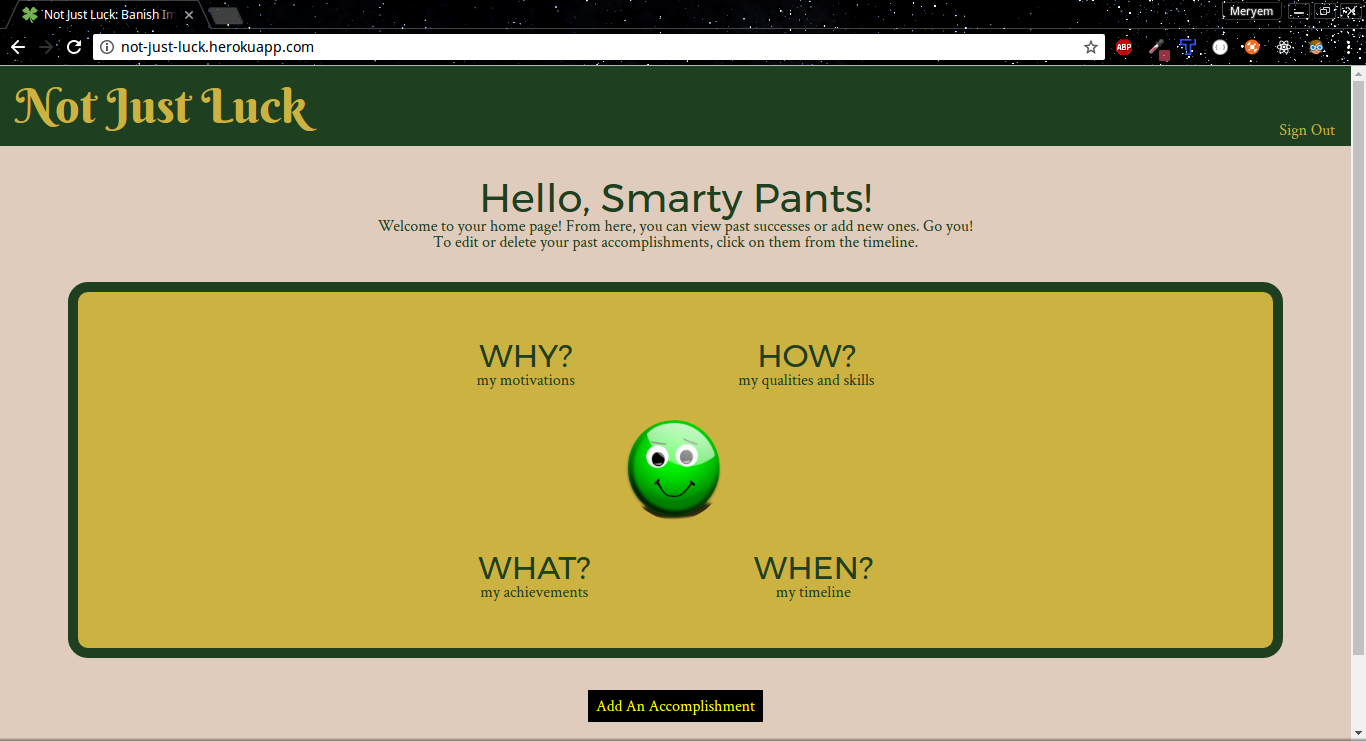 Not Just Luck: Banish Im
Meryem
not-just-luck.herokuapp.com
ABP
Not Just Luck
Sign Out
Hello, Smarty Pants!
Welcome to your home page! From here, you can view past successes or add new ones. Go you!
To edit or delete your past accomplishments, click on them from the timeline.
WHY?
my motivations
HOW?
my qualities and skills
WHAT?
my achievements
WHEN?
my timeline
Add An Accomplishment